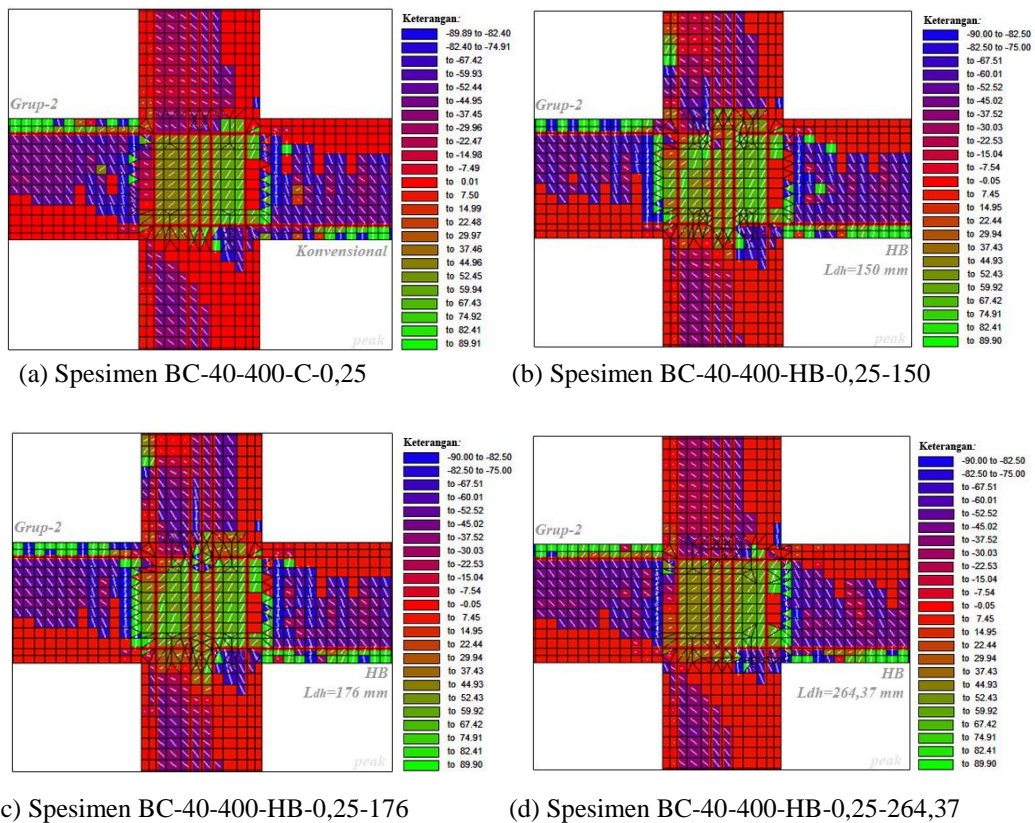 Keterangan:
-89.89 to -82.40
-82.40 to -74.91
to -67.42
to -59.93
to -52.44
to -44.95
to -37.45
to -29.96
to -22.47
to -14.98
to -7.49
to 0.01
to 7.50
to 14.99
to 22.48
to 29.97
to 37.46
to 44.96
to 52.45
to 59.94
to 67.43
to 74.92
to 82.41
to 89.91
Grup-2
Konvensional
peak
(a) Spesimen BC-40-400-C-0,25
Keterangan:
-90.00 to -82.50
-82.50 to -75.00
to -67.51
to -60.01
to -52.52
to -45.02
to -37.52
to -30.03
to -22.53
to -15.04
to -7.54
to -0.05
to 7.45
to 14.95
to 22.44
to 29.94
to 37.43
to 44.93
to 52.43
to 59.92
to 67.42
to 74.91
to 82.41
to 89.90
Grup-2
HB
Ldh=150 mm
peak
(b) Spesimen BC-40-400-HB-0,25-150
Keterangan:
-90.00 to -82.50
-82.50 to -75.00
to -67.51
to -60.01
to -52.52
to -45.02
to -37.52
to -30.03
to -22.53
to -15.04
to -7.54
to -0.05
to 7.45
to 14.95
to 22.44
to 29.94
to 37.43
to 44.93
to 52.43
to 59.92
to 67.42
to 74.91
to 82.41
to 89.90
Grup-2
HB
Ldh=176 mm
peak
c) Spesimen BC-40-400-HB-0,25-176
Keterangan:
-90.00 to -82.50
-82.50 to -75.00
to -67.51
to -60.01
to -52.52
to -45.02
to -37.52
to -30.03
to -22.53
to -15.04
to -7.54
to -0.05
to 7.45
to 14.95
to 22.44
to 29.94
to 37.43
to 44.93
to 52.43
to 59.92
to 67.42
to 74.91
to 82.41
to 89.90
Grup-2
HB
Ldh=264,37 mm
peak
(d) Spesimen BC-40-400-HB-0,25-264,37